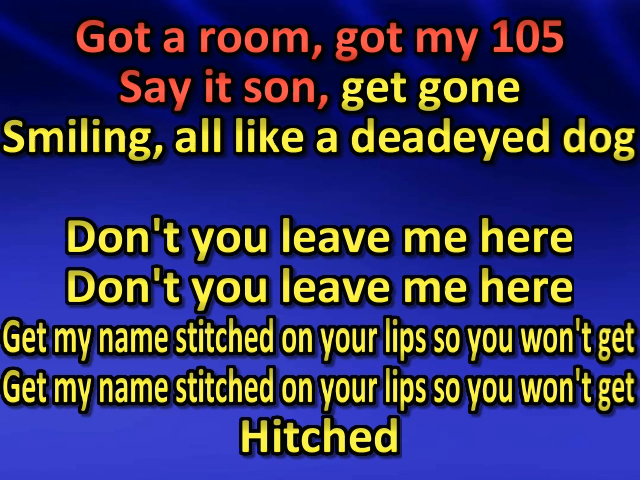 Got a room, got my 105
Say it son, get gone
Smiling, all like a deadeyed dog
Don't you leave me here
Don't you leave me here
Get my name stitched on your lips so you won't get
Get my name stitched on your lips so you won't get
Hitched